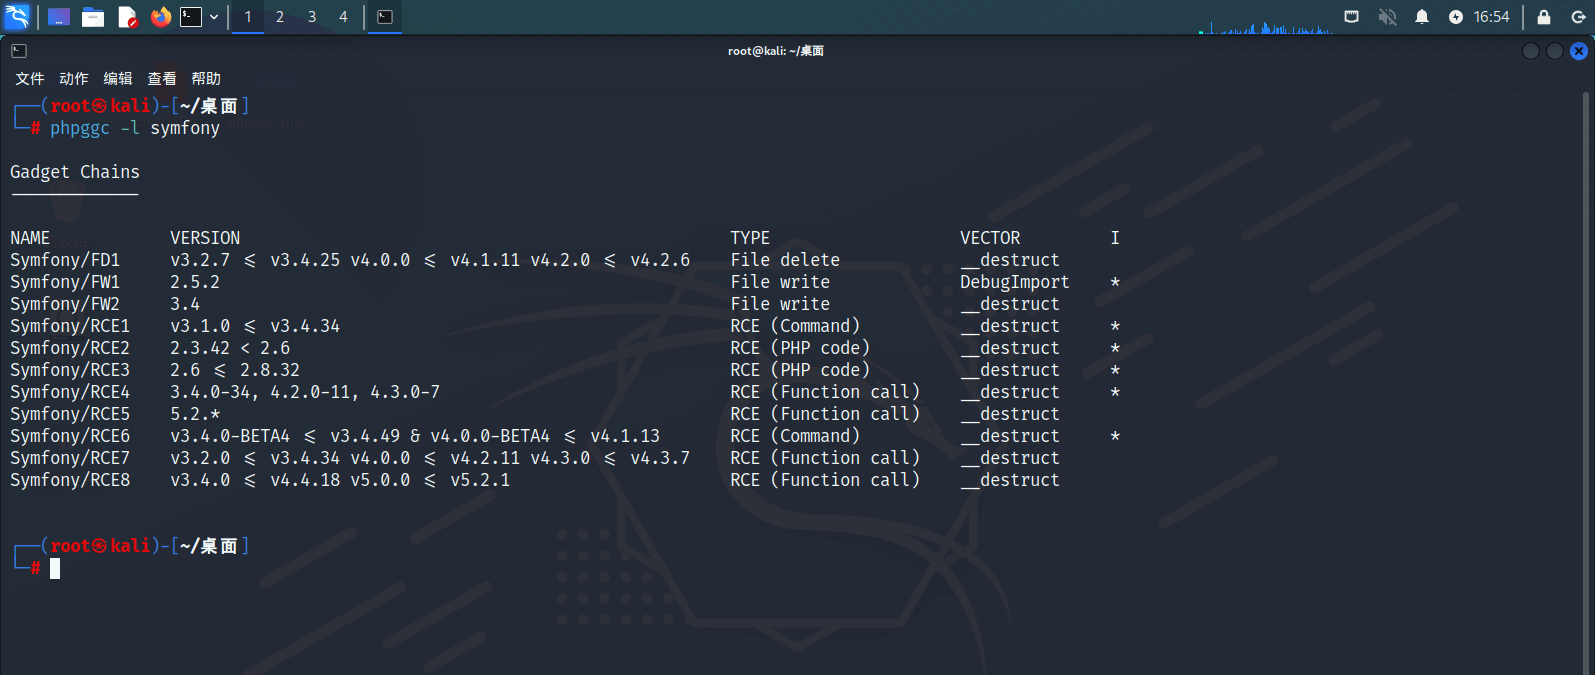 1 2 3 4 16:54
root@kali: ~/桌面
文件 动作 编辑 查看 帮助
┌──(root㉿kali)-[~/桌面]
└─# phpggc -l symfony
Gadget Chains
-------------
NAME VERSION TYPE VECTOR I
Symfony/FD1 v3.2.7 <= v3.4.25 v4.0.0 <= v4.1.11 v4.2.0 <= v4.2.6 File delete __destruct
Symfony/FW1 2.5.2 File write DebugImport *
Symfony/FW2 3.4 File write __destruct
Symfony/RCE1 v3.1.0 <= v3.4.34 RCE (Command) __destruct *
Symfony/RCE2 2.3.42 < 2.6 RCE (PHP code) __destruct *
Symfony/RCE3 2.6 <= 2.8.32 RCE (PHP code) __destruct *
Symfony/RCE4 3.4.0-34, 4.2.0-11, 4.3.0-7 RCE (Function call) __destruct *
Symfony/RCE5 5.2.* RCE (Function call) __destruct
Symfony/RCE6 v3.4.0-BETA4 <= v3.4.49 & v4.0.0-BETA4 <= v4.1.13 RCE (Command) __destruct *
Symfony/RCE7 v3.2.0 <= v3.4.34 v4.0.0 <= v4.2.11 v4.3.0 <= v4.3.7 RCE (Function call) __destruct
Symfony/RCE8 v3.4.0 <= v4.4.18 v5.0.0 <= v5.2.1 RCE (Function call) __destruct
┌──(root㉿kali)-[~/桌面]
└─#